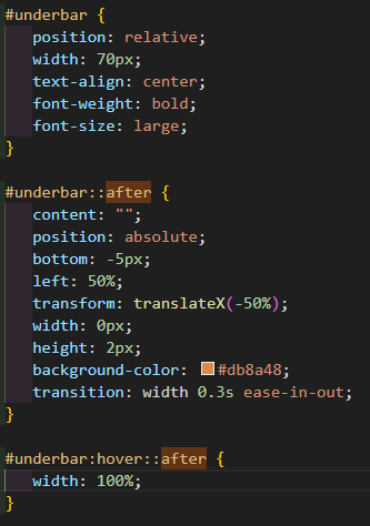 #underbar {
    position: relative;
    width: 70px;
    text-align: center;
    font-weight: bold;
    font-size: large;
}

#underbar::after {
    content: "";
    position: absolute;
    bottom: -5px;
    left: 50%;
    transform: translateX(-50%);
    width: 0px;
    height: 2px;
    background-color: #db8a48;
    transition: width 0.3s ease-in-out;
}

#underbar:hover::after {
    width: 100%;
}